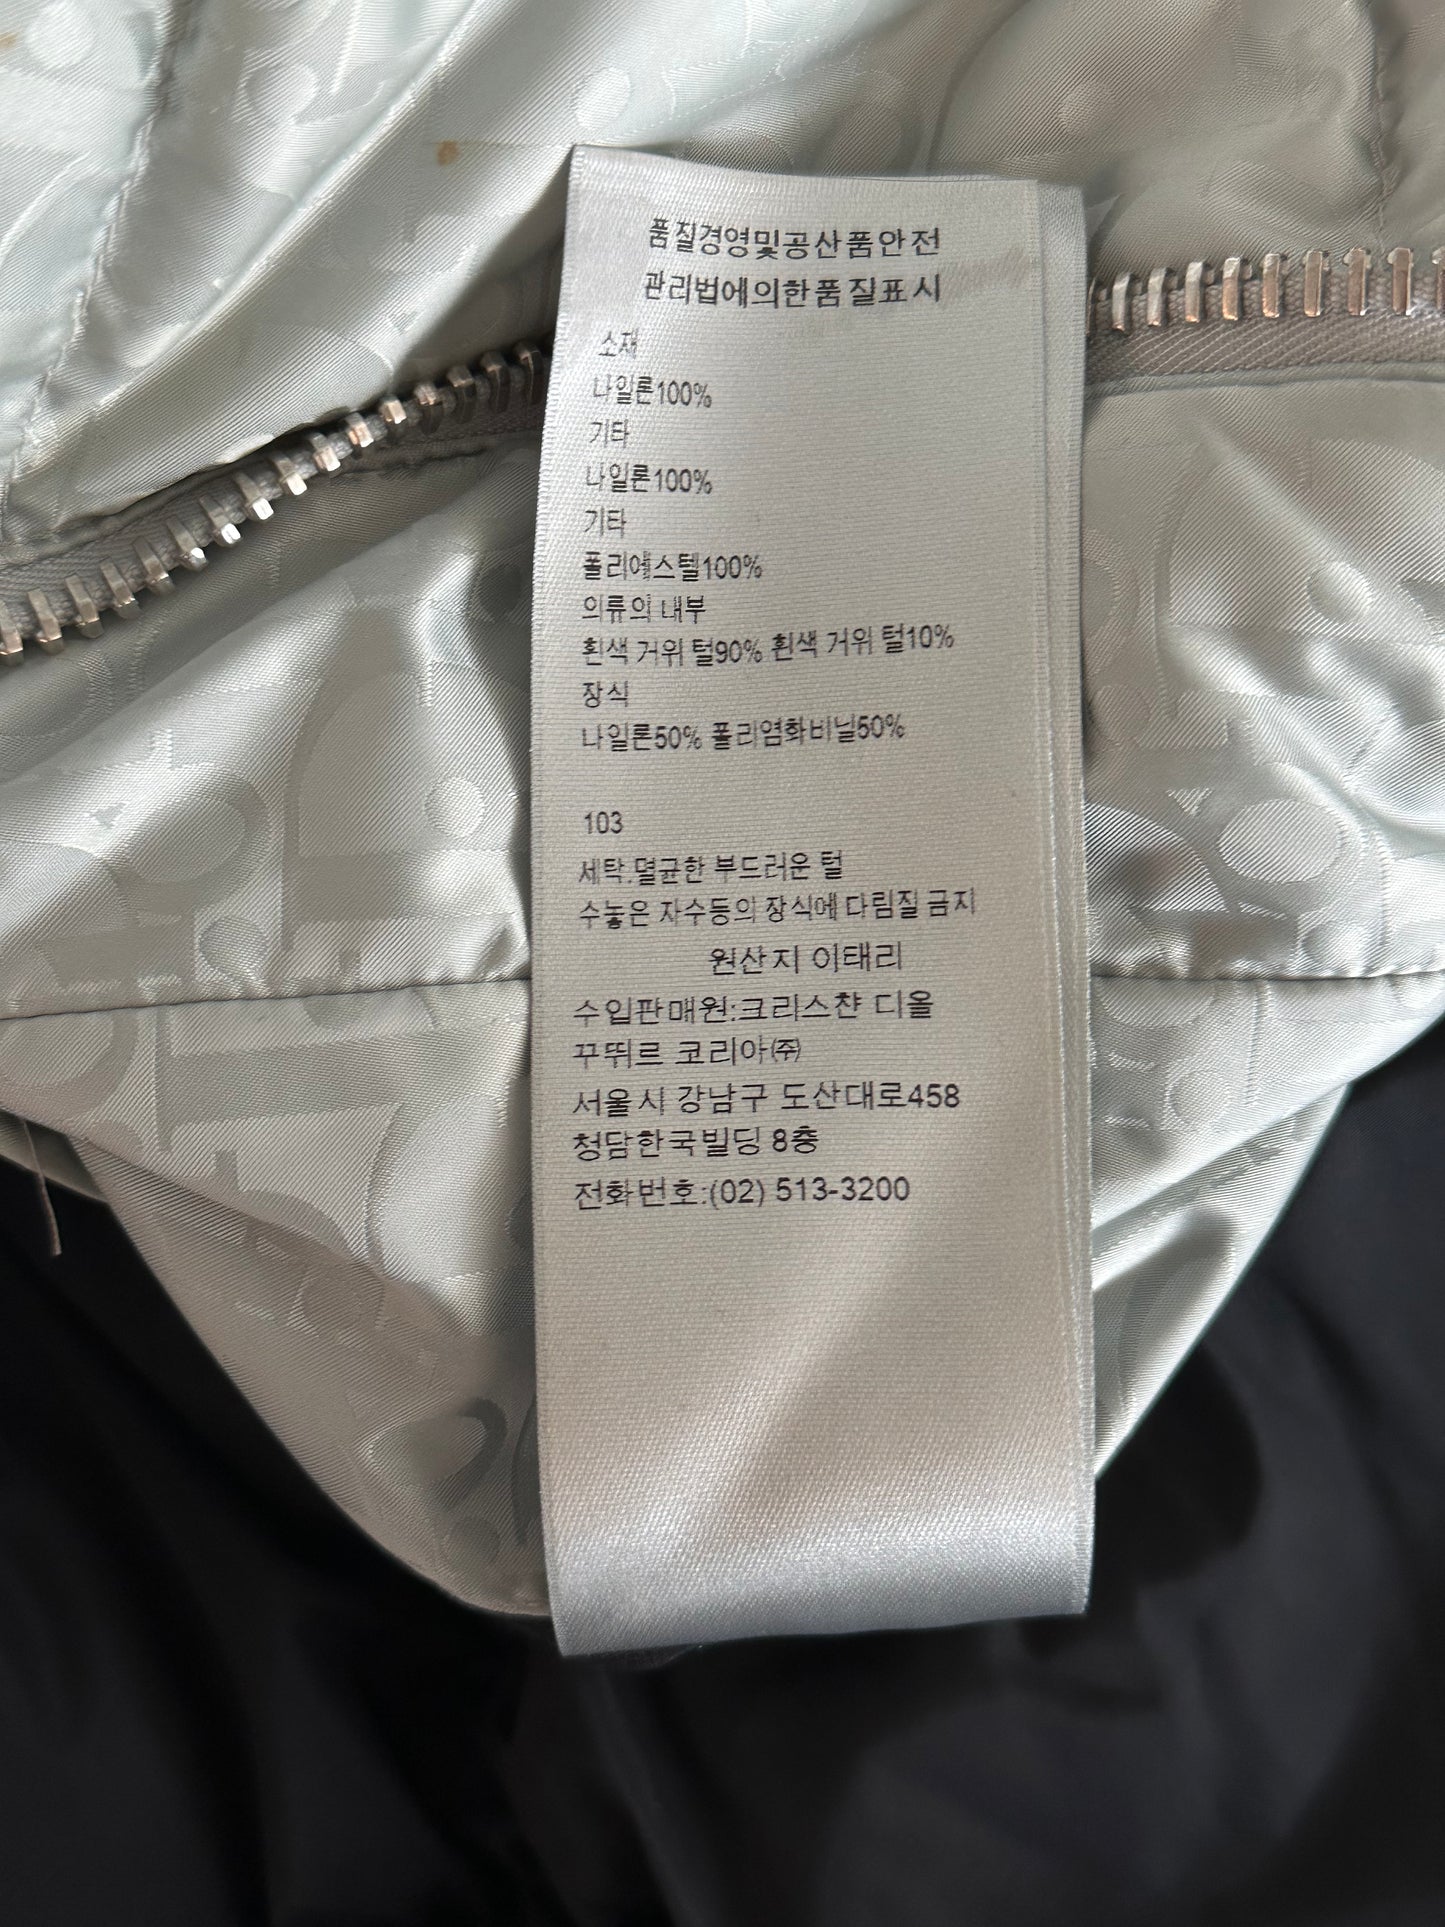 품질경영및공산품안전
관리법에의한품질표시
소재
나일론100%
기타
나일론100%
기타
폴리에스텔100%
의류의 내부
흰색 거위 털90% 흰색 거위 털10%
장식
나일론50% 폴리염화비닐50%
103
세탁.멸균한 부드러운 털
수놓은 자수등의 장식에 다림질 금지
원산지 이태리
수입판매원:크리스챤 디올
꾸뛰르 코리아㈜
서울시 강남구 도산대로458
청담한국빌딩 8층
전화번호:(02) 513-3200